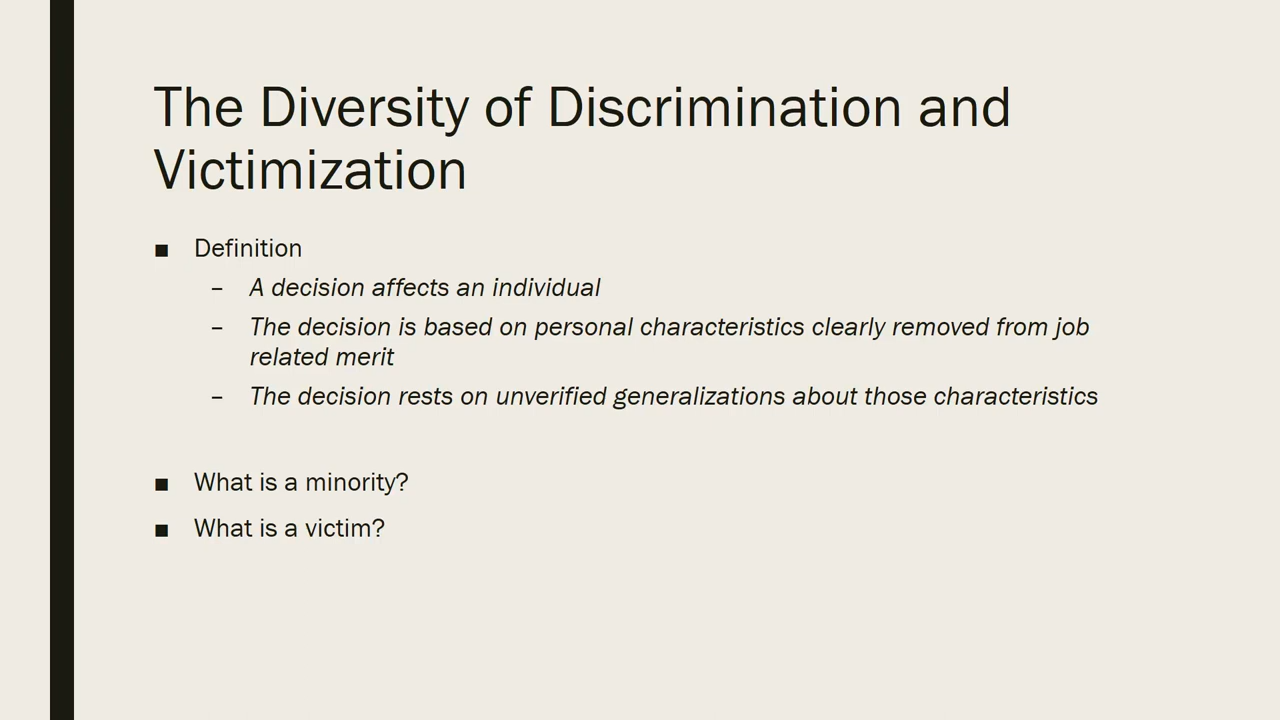 The Diversity of Discrimination and
Victimization
■ Definition
– A decision affects an individual
– The decision is based on personal characteristics clearly removed from job
related merit
– The decision rests on unverified generalizations about those characteristics
■ What is a minority?
■ What is a victim?